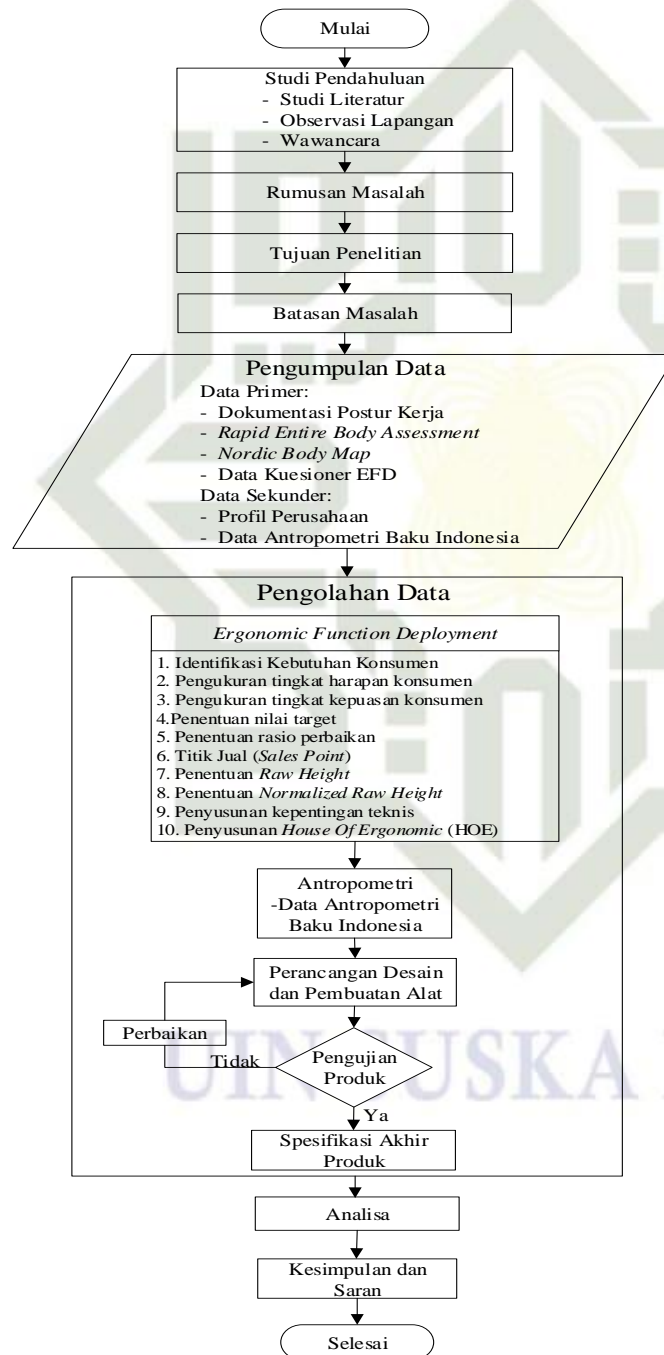 Mulai
Studi Pendahuluan
- Studi Literatur
- Observasi Lapangan
- Wawancara
Rumusan Masalah
Tujuan Penelitian
Batasan Masalah
Pengumpulan Data
Data Primer:
- Dokumentasi Postur Kerja
- Rapid Entire Body Assessment
- Nordic Body Map
- Data Kuesioner EFD
Data Sekunder:
- Profil Perusahaan
- Data Antropometri Baku Indonesia
Pengolahan Data
Ergonomic Function Deployment
1. Identifikasi Kebutuhan Konsumen
2. Pengukuran tingkat harapan konsumen
3. Pengukuran tingkat kepuasan konsumen
4.Penentuan nilai target
5. Penentuan rasio perbaikan
6. Titik Jual (Sales Point)
7. Penentuan Raw Height
8. Penentuan Normalized Raw Height
9. Penyusunan kepentingan teknis
10. Penyusunan House Of Ergonomic (HOE)
Antropometri
-Data Antropometri
Baku Indonesia
Perancangan Desain
dan Pembuatan Alat
Perbaikan
Tidak
Pengujian
Produk
UIN SUSKA
Ya
Spesifikasi Akhir
Produk
Analisa
Kesimpulan dan
Saran
Selesai